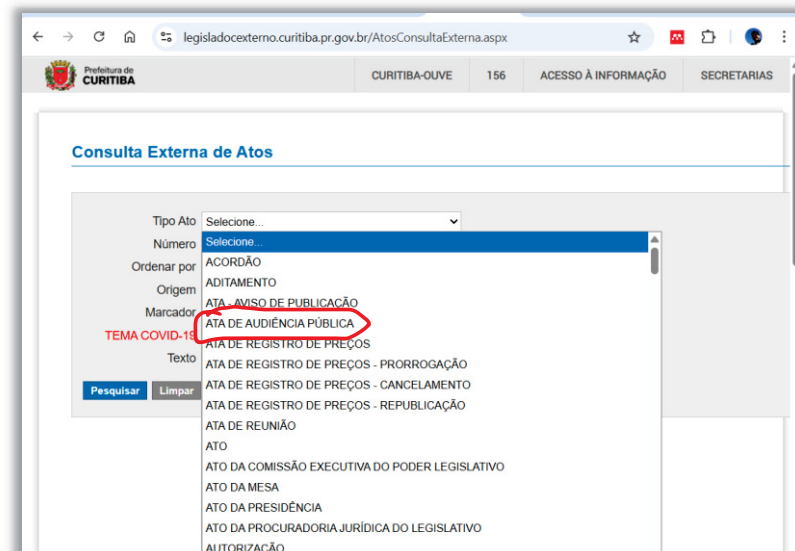 legisladocexterno.curitiba.pr.gov.br/AtosConsultaExterna.aspx
Prefeitura de
CURITIBA
CURITIBA-OUVE 156 ACESSO À INFORMAÇÃO SECRETARIAS
Consulta Externa de Atos
Tipo Ato Selecione...
Número Selecione...
Ordenar por ACORDÃO
Origem ADITAMENTO
Marcador ATA - AVISO DE PUBLICAÇÃO
ATA DE AUDIÊNCIA PÚBLICA
TEMA COVID-19 ATA DE REGISTRO DE PREÇOS
Texto ATA DE REGISTRO DE PREÇOS - PRORROGAÇÃO
Pesquisar Limpar ATA DE REGISTRO DE PREÇOS - CANCELAMENTO
ATA DE REGISTRO DE PREÇOS - REPUBLICAÇÃO
ATA DE REUNIÃO
ATO
ATO DA COMISSÃO EXECUTIVA DO PODER LEGISLATIVO
ATO DA MESA
ATO DA PRESIDÊNCIA
ATO DA PROCURADORIA JURÍDICA DO LEGISLATIVO
AUTORIZAÇÃO